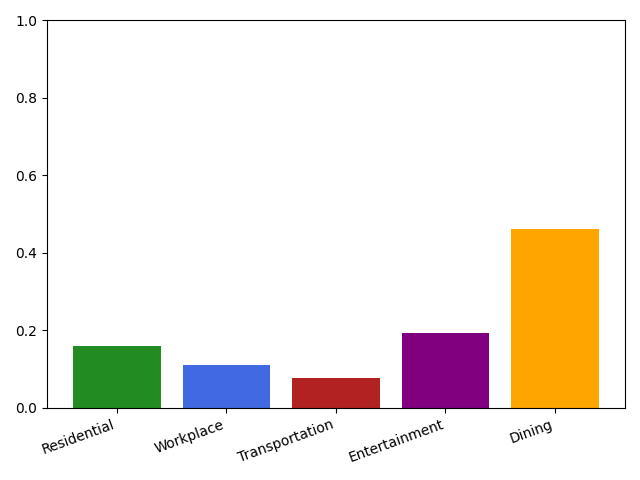 1.0
0.8
0.6
0.4
0.2
0.0
Residential
Workplace
Transportation
Entertainment
Dining